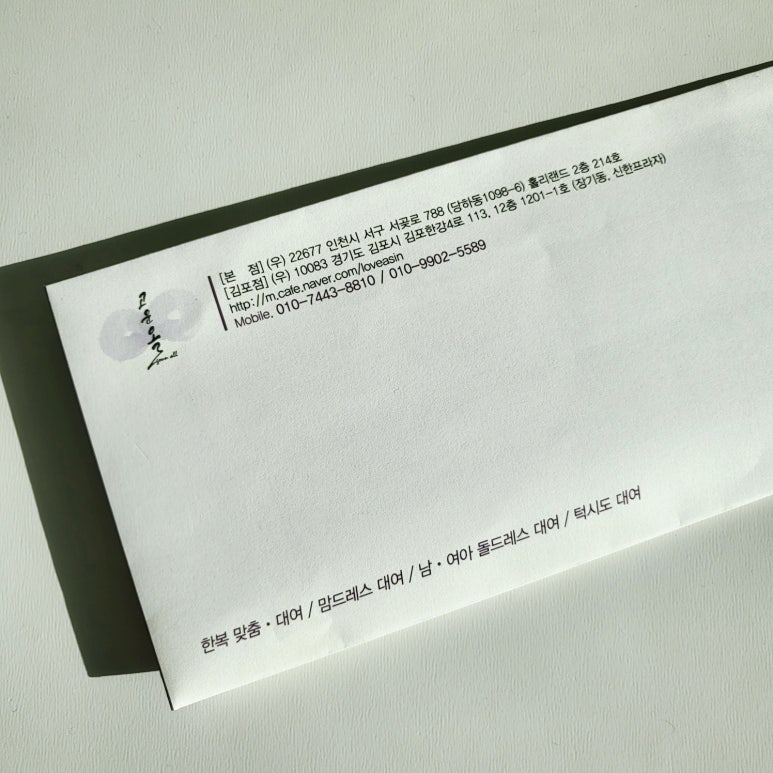 고운올
[본 점] (우) 22677 인천시 서구 서곶로 788 (당하동1098-6) 홀리랜드 2층 214호
[김포점] (우) 10083 경기도 김포시 김포한강4로 113, 12층 1201-1호 (장기동, 신한프라자)
http://m.cafe.naver.com/loveasin
Mobile. 010-7443-8810 / 010-9902-5589
한복 맞춤 · 대여 / 맘드레스 대여 / 남 · 여아 돌드레스 대여 / 턱시도 대여